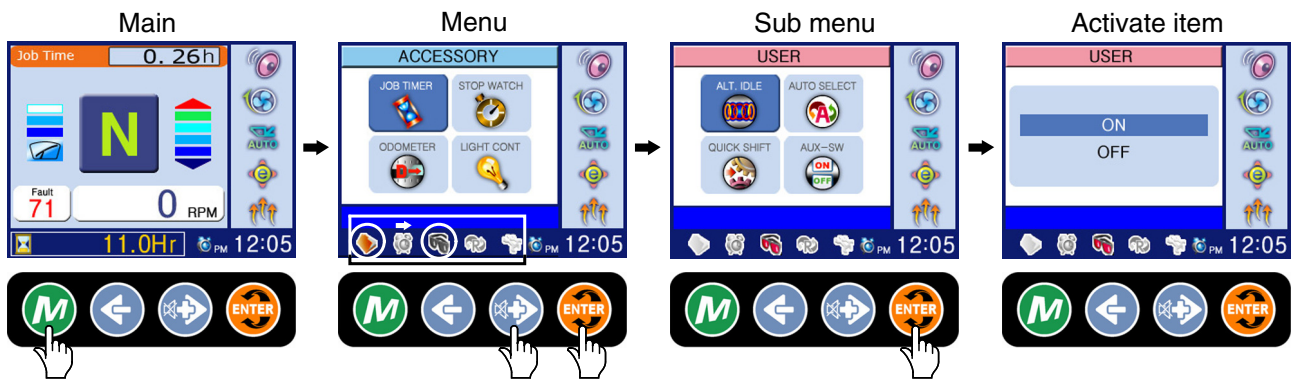 Main
Job Time 0.26h
N
AUTO
e
Fault
71
0 RPM
11.0Hr PM 12:05
M ENTER
Menu
ACCESSORY
JOB TIMER STOP WATCH
ODOMETER LIGHT CONT
D
AUTO
e
PM 12:05
M ENTER
Sub menu
USER
ALT. IDLE AUTO SELECT
A
QUICK SHIFT AUX-SW
ON
OFF
AUTO
e
PM 12:05
M ENTER
Activate item
USER
ON
OFF
AUTO
e
PM 12:05
M ENTER